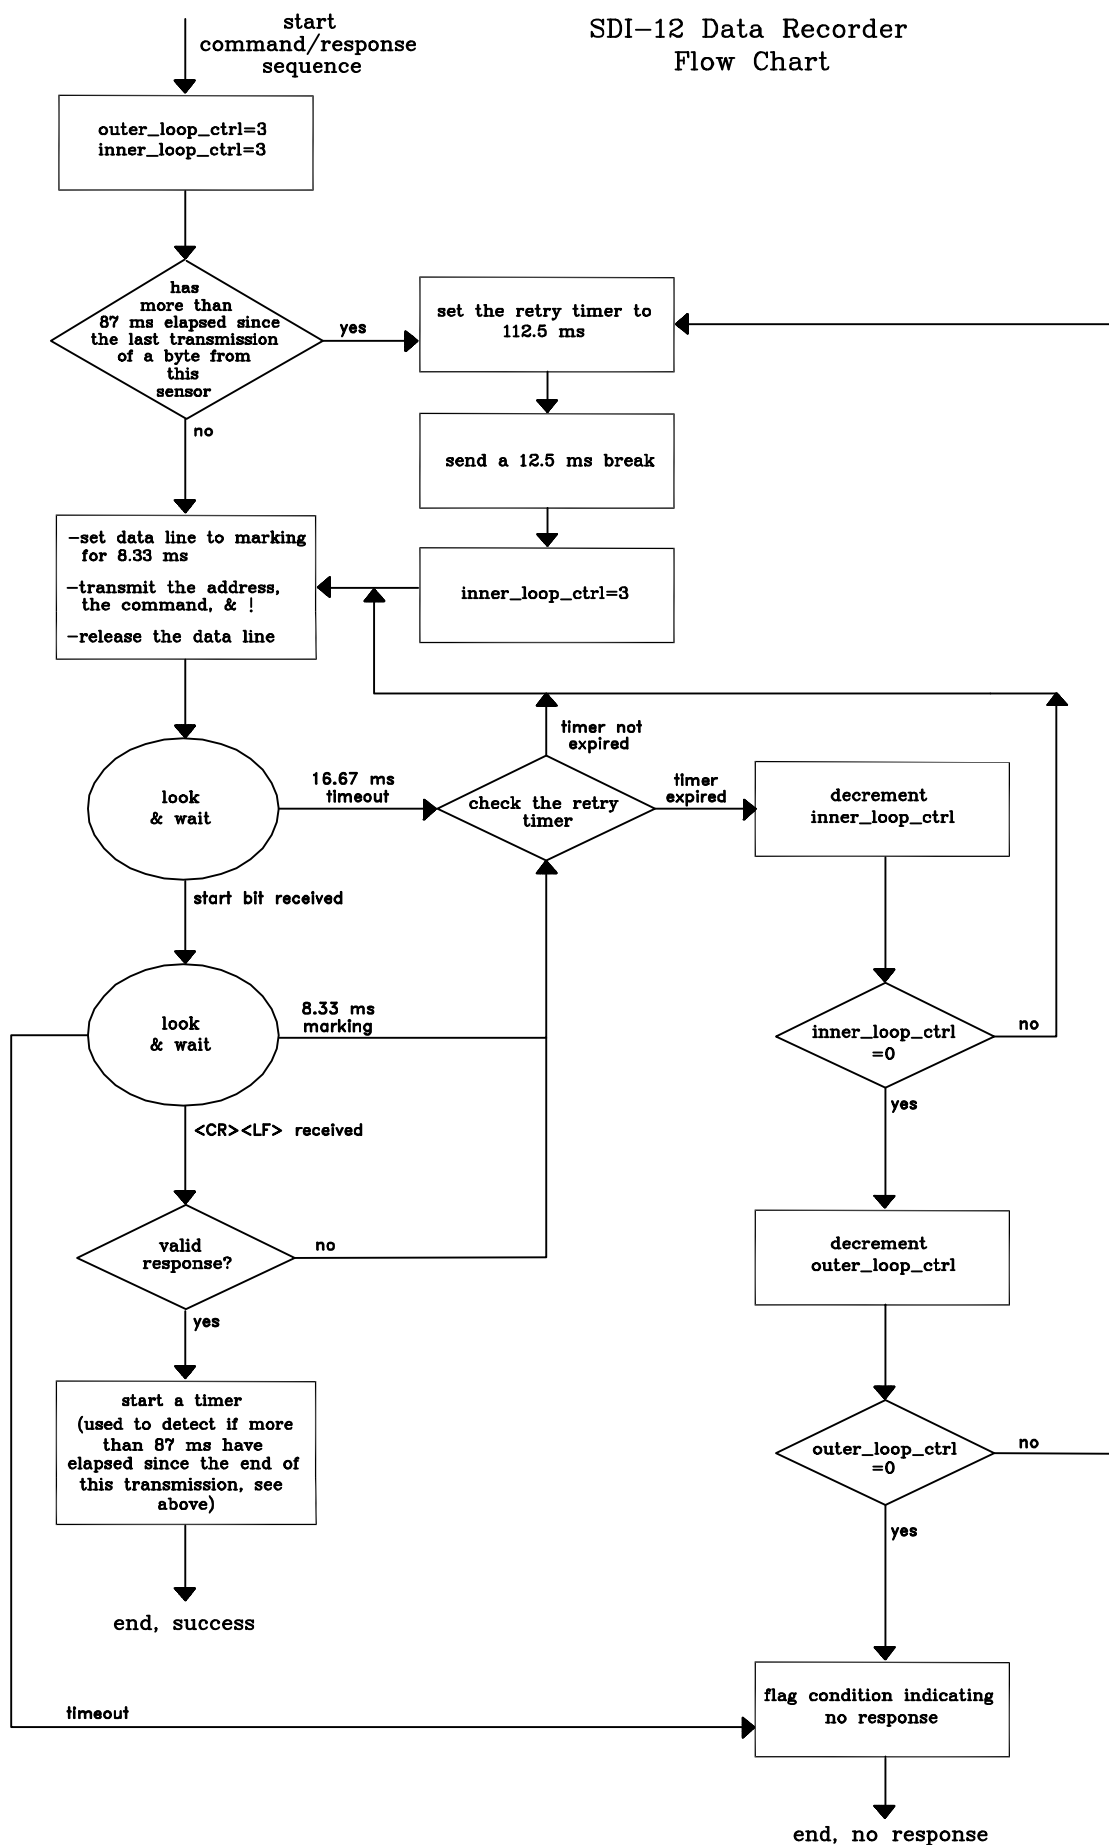 start
command/response
sequence
SDI-12 Data Recorder
Flow Chart
outer_loop_ctrl=3
inner_loop_ctrl=3
has
more than
87 ms elapsed since
the last transmission
of a byte from
this
sensor
yes
set the retry timer to
112.5 ms
no
send a 12.5 ms break
-set data line to marking
for 8.33 ms
-transmit the address,
the command, & !
-release the data line
inner_loop_ctrl=3
look
& wait
16.67 ms
timeout
timer not
expired
check the retry
timer
timer
expired
decrement
inner_loop_ctrl
start bit received
look
& wait
8.33 ms
marking
inner_loop_ctrl
=0
no
yes
<CR><LF> received
valid
response?
no
decrement
outer_loop_ctrl
yes
start a timer
(used to detect if more
than 87 ms have
elapsed since the end of
this transmission, see
above)
outer_loop_ctrl
=0
no
yes
end, success
timeout
flag condition indicating
no response
end, no response